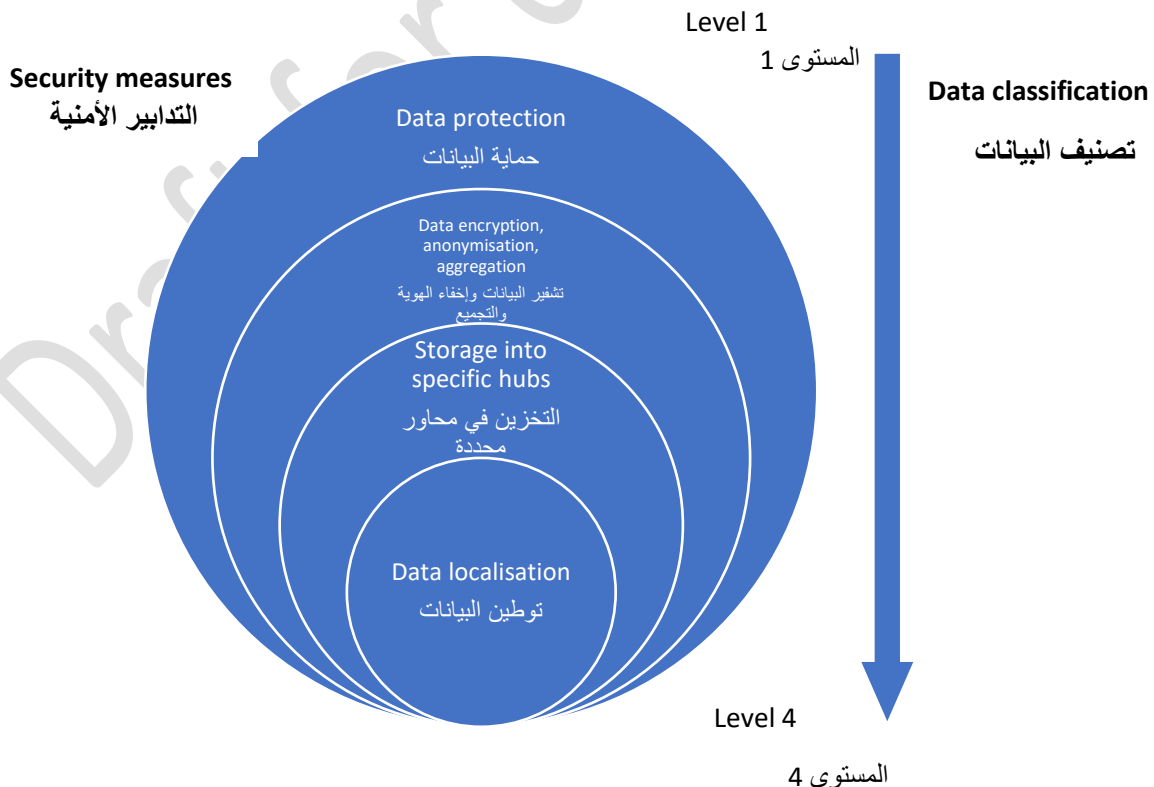 Level 1
المستوى 1
Security measures
التدابير الأمنية
Data classification
تصنيف البيانات
Data protection
حماية البيانات
Data encryption,
anonymisation,
aggregation
تشفير البيانات وإخفاء الهوية
والتجميع
Storage into
specific hubs
التخزين في محاور
محددة
Data localisation
توطين البيانات
Level 4
المستوى 4